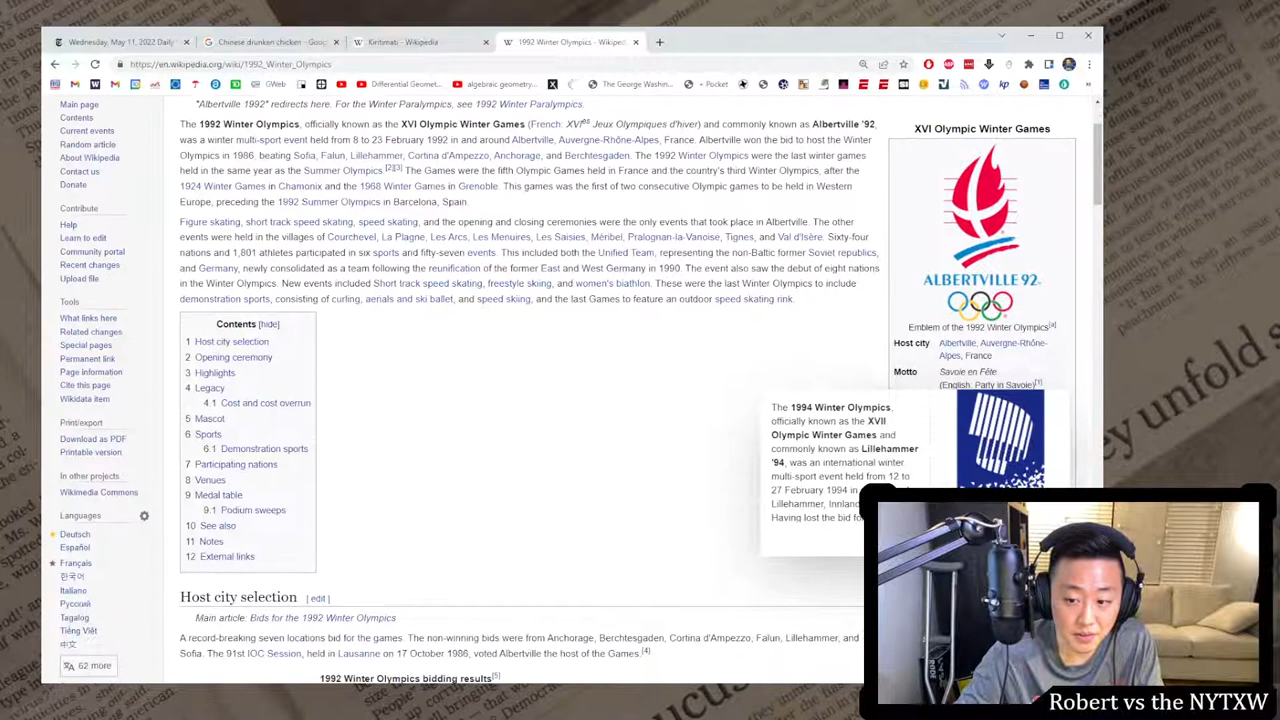 Wednesday, May 11, 2022 Daily
Chinese drunken chicken - Goog
Kiritimati - Wikipedia
1992 Winter Olympics - Wikiped
https://en.wikipedia.org/wiki/1992_Winter_Olympics
GWeb
Differential Geomet...
algebraic geometry...
The George Washin...
+ Pocket
Main page
Contents
Current events
Random article
About Wikipedia
Contact us
Donate
Contribute
Help
Learn to edit
Community portal
Recent changes
Upload file
Tools
What links here
Related changes
Special pages
Permanent link
Page information
Cite this page
Wikidata item
Print/export
Download as PDF
Printable version
In other projects
Wikimedia Commons
Languages
Deutsch
Español
Français
한국어
Italiano
Русский
Tagalog
Tiếng Việt
中文
62 more
"Albertville 1992" redirects here. For the Winter Paralympics, see 1992 Winter Paralympics.
The 1992 Winter Olympics, officially known as the XVI Olympic Winter Games (French: XVIes Jeux Olympiques d'hiver) and commonly known as Albertville '92,
was a winter multi-sport event held from 8 to 23 February 1992 in and around Albertville, Auvergne-Rhône-Alpes, France. Albertville won the bid to host the Winter
Olympics in 1986, beating Sofia, Falun, Lillehammer, Cortina d'Ampezzo, Anchorage, and Berchtesgaden. The 1992 Winter Olympics were the last winter games
held in the same year as the Summer Olympics.[2][3] The Games were the fifth Olympic Games held in France and the country's third Winter Olympics, after the
1924 Winter Games in Chamonix and the 1968 Winter Games in Grenoble. This games was the first of two consecutive Olympic games to be held in Western
Europe, preceding the 1992 Summer Olympics in Barcelona, Spain.
Figure skating, short track speed skating, speed skating, and the opening and closing ceremonies were the only events that took place in Albertville. The other
events were held in the villages of Courchevel, La Plagne, Les Arcs, Les Menuires, Les Saisies, Méribel, Pralognan-la-Vanoise, Tignes, and Val d'Isère. Sixty-four
nations and 1,801 athletes participated in six sports and fifty-seven events. This included both the Unified Team, representing the non-Baltic former Soviet republics,
and Germany, newly consolidated as a team following the reunification of the former East and West Germany in 1990. The event also saw the debut of eight nations
in the Winter Olympics. New events included Short track speed skating, freestyle skiing, and women's biathlon. These were the last Winter Olympics to include
demonstration sports, consisting of curling, aerials and ski ballet, and speed skiing, and the last Games to feature an outdoor speed skating rink.
Contents [hide]
1 Host city selection
2 Opening ceremony
3 Highlights
4 Legacy
4.1 Cost and cost overrun
5 Mascot
6 Sports
6.1 Demonstration sports
7 Participating nations
8 Venues
9 Medal table
9.1 Podium sweeps
10 See also
11 Notes
12 External links
Host city selection [ edit ]
Main article: Bids for the 1992 Winter Olympics
A record-breaking seven locations bid for the games. The non-winning bids were from Anchorage, Berchtesgaden, Cortina d'Ampezzo, Falun, Lillehammer, and
Sofia. The 91st IOC Session, held in Lausanne on 17 October 1986, voted Albertville the host of the Games.[4]
1992 Winter Olympics bidding results[5]
XVI Olympic Winter Games
ALBERTVILLE 92
Emblem of the 1992 Winter Olympics[a]
Host city Albertville, Auvergne-Rhône-
Alpes, France
Motto Savoie en Fête
(English: Party in Savoie)[1]
The 1994 Winter Olympics,
officially known as the XVII
Olympic Winter Games and
commonly known as Lillehammer
'94, was an international winter
multi-sport event held from 12 to
27 February 1994 in
Lillehammer,
Having lost the bid
Robert vs the NYTXW